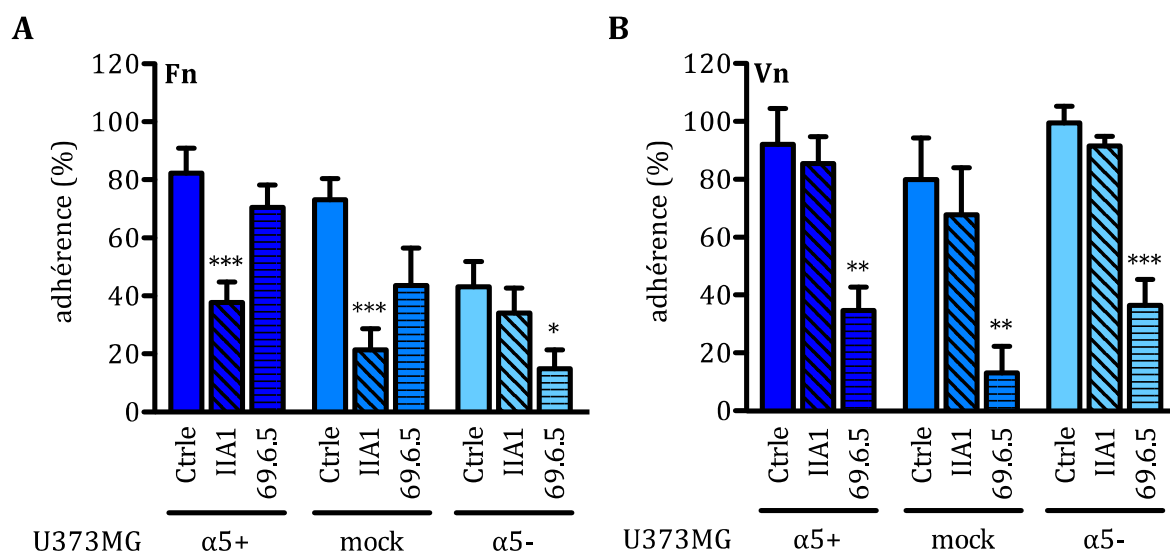 A
Fn
adhérence (%)
120
100
80
60
40
20
0
***
***
*
Ctrle
IIA1
69.6.5
Ctrle
IIA1
69.6.5
Ctrle
IIA1
69.6.5
U373MG α5+ mock α5-
B
Vn
adhérence (%)
120
100
80
60
40
20
0
**
**
***
Ctrle
IIA1
69.6.5
Ctrle
IIA1
69.6.5
Ctrle
IIA1
69.6.5
U373MG α5+ mock α5-